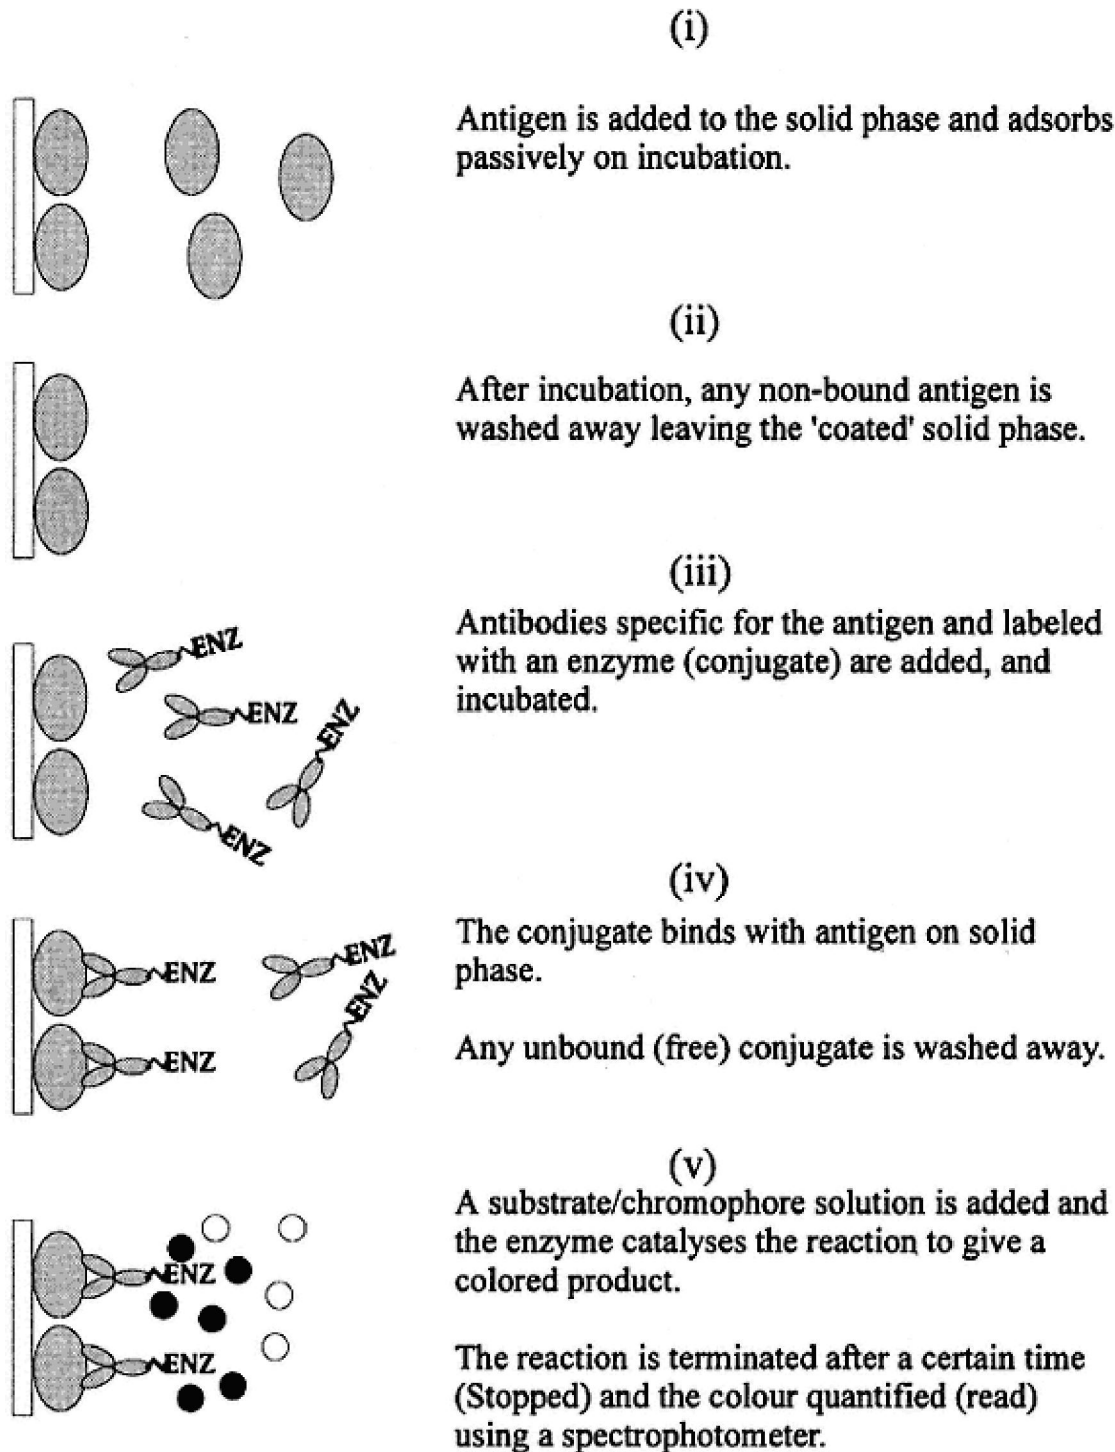 (i)
Antigen is added to the solid phase and adsorbs
passively on incubation.
(ii)
After incubation, any non-bound antigen is
washed away leaving the 'coated' solid phase.
(iii)
Antibodies specific for the antigen and labeled
with an enzyme (conjugate) are added, and
incubated.
ENZ
ENZ
ENZ
ENZ
(iv)
The conjugate binds with antigen on solid
phase.
Any unbound (free) conjugate is washed away.
ENZ
ENZ
ENZ
ENZ
(v)
A substrate/chromophore solution is added and
the enzyme catalyses the reaction to give a
colored product.
The reaction is terminated after a certain time
(Stopped) and the colour quantified (read)
using a spectrophotometer.
ENZ
ENZ